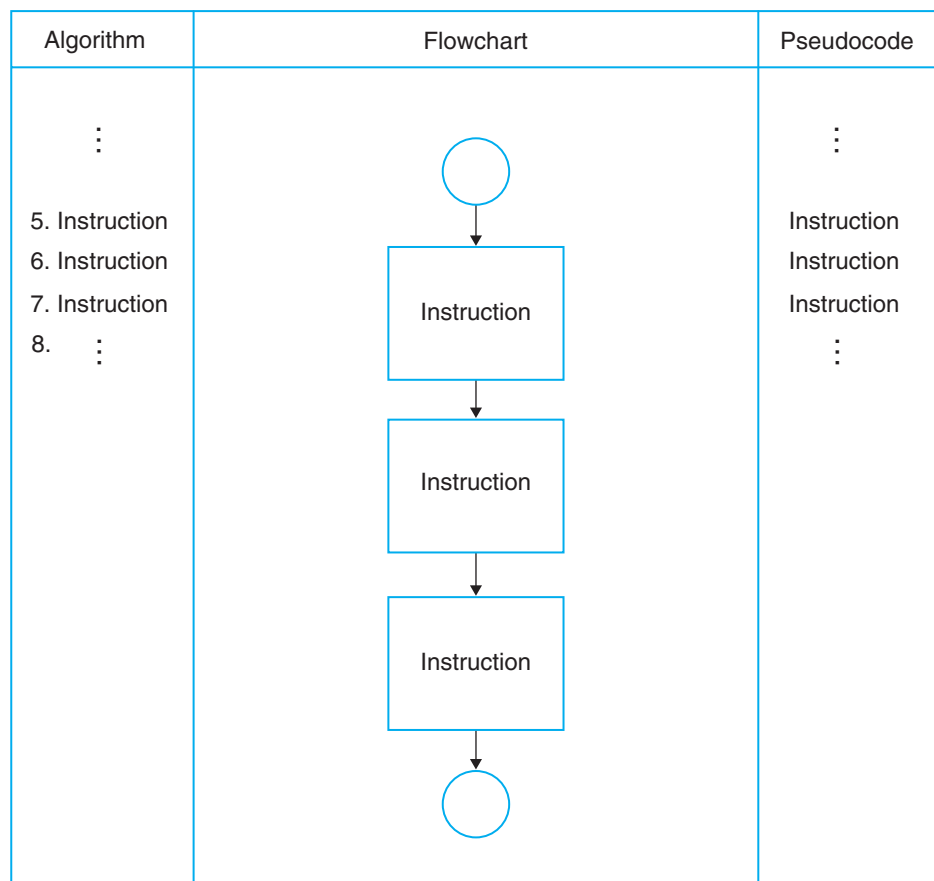 Algorithm
Flowchart
Pseudocode
⋮
5. Instruction
6. Instruction
7. Instruction
8. ⋮
Instruction
Instruction
Instruction
⋮
Instruction
Instruction
Instruction
⋮